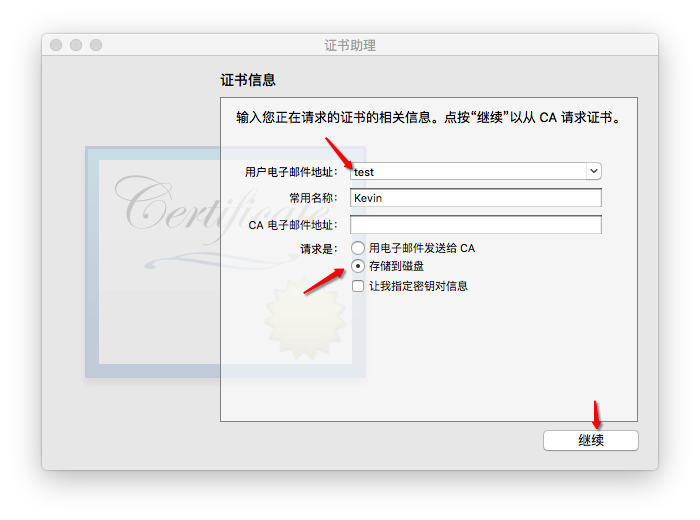 证书助理
证书信息
输入您正在请求的证书的相关信息。点按“继续”以从 CA 请求证书。
用户电子邮件地址： test
常用名称： Kevin
CA 电子邮件地址：
请求是： 用电子邮件发送给 CA
存储到磁盘
让我指定密钥对信息
Certificate
继续